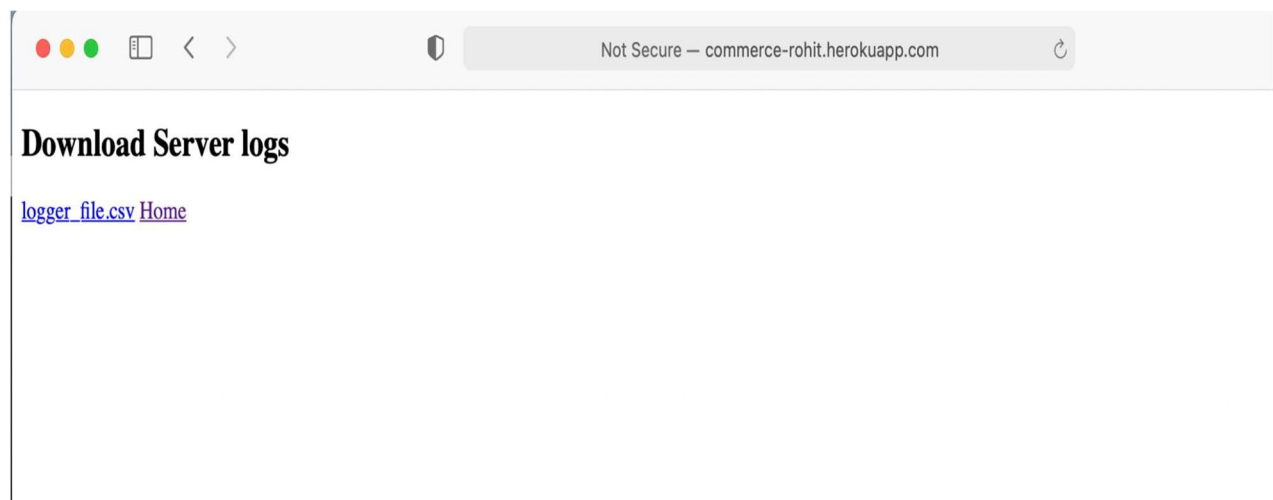 Not Secure — commerce-rohit.herokuapp.com
Download Server logs
logger_file.csv Home